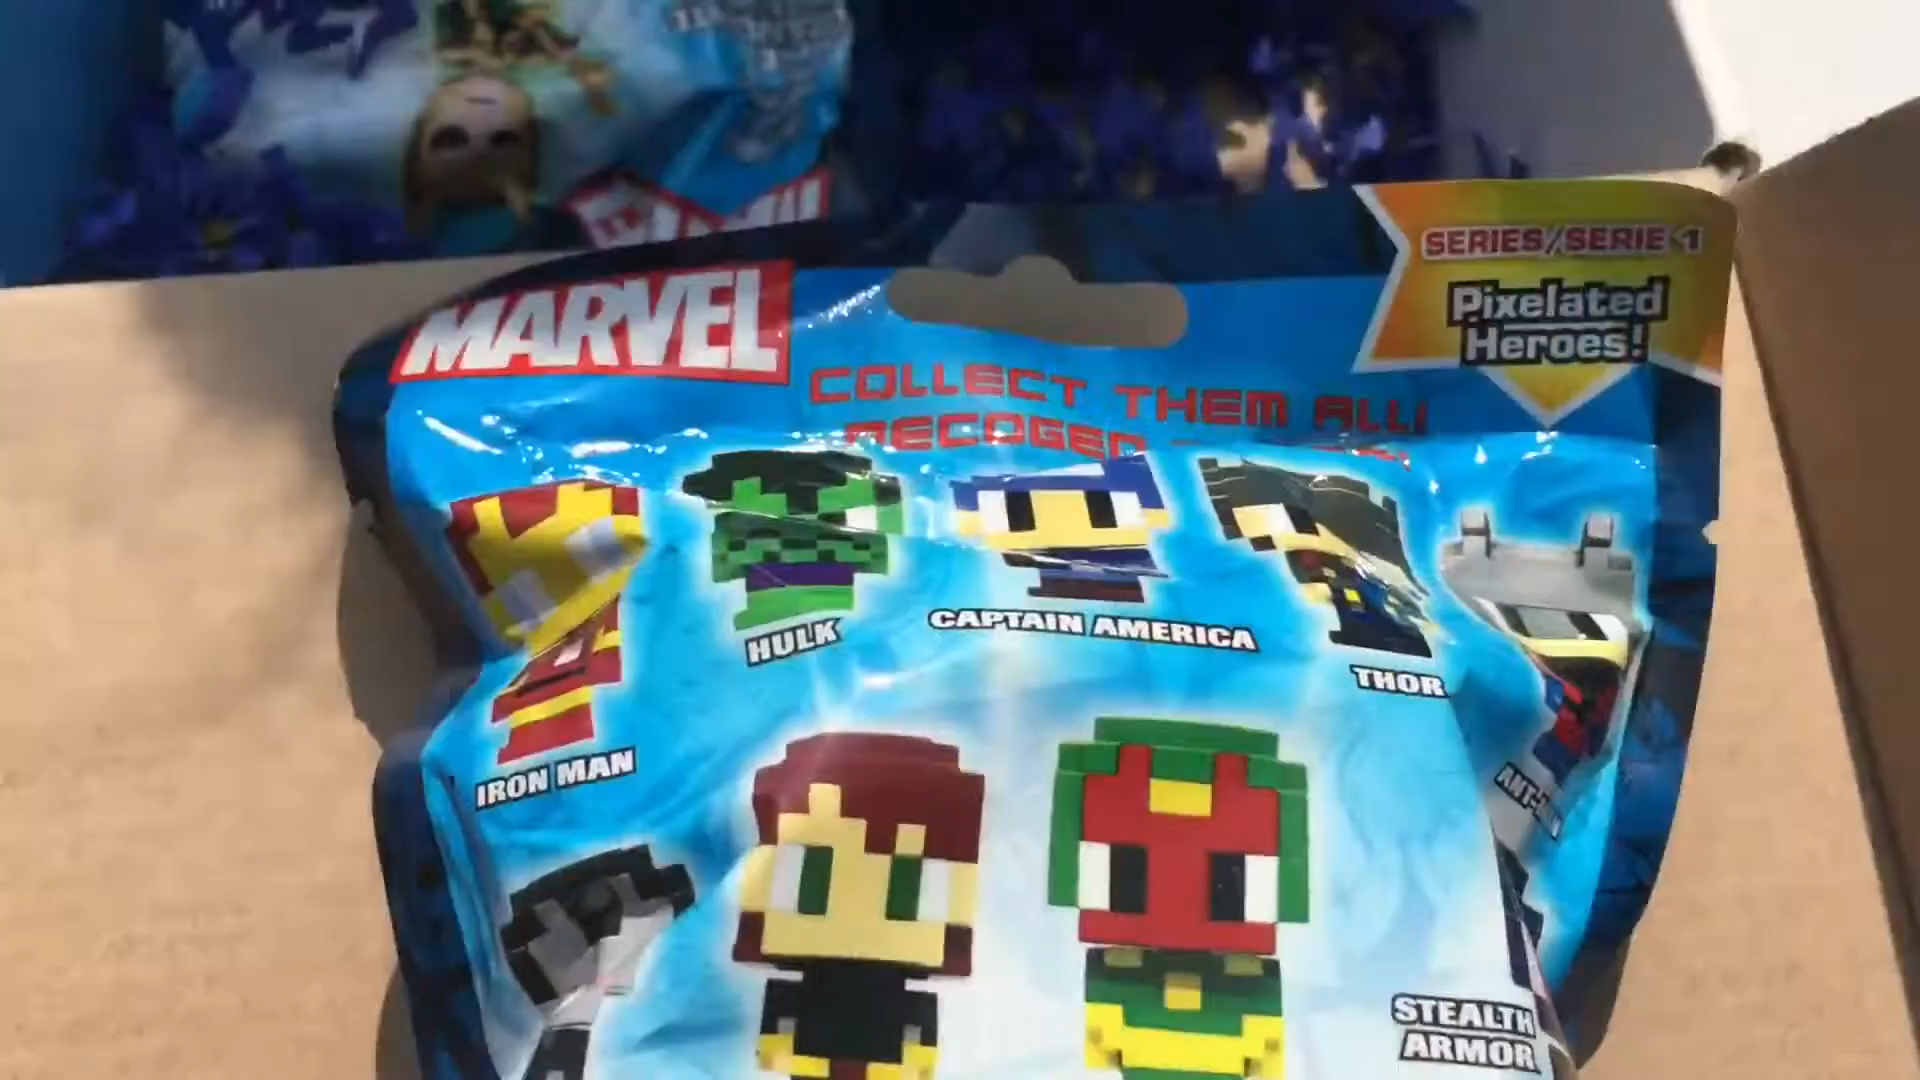 SERIES/SERIE 1
Pixelated
Heroes!
MARVEL
COLLECT THEM ALL!
HULK
CAPTAIN AMERICA
THOR
IRON MAN
STEALTH
ARMOR